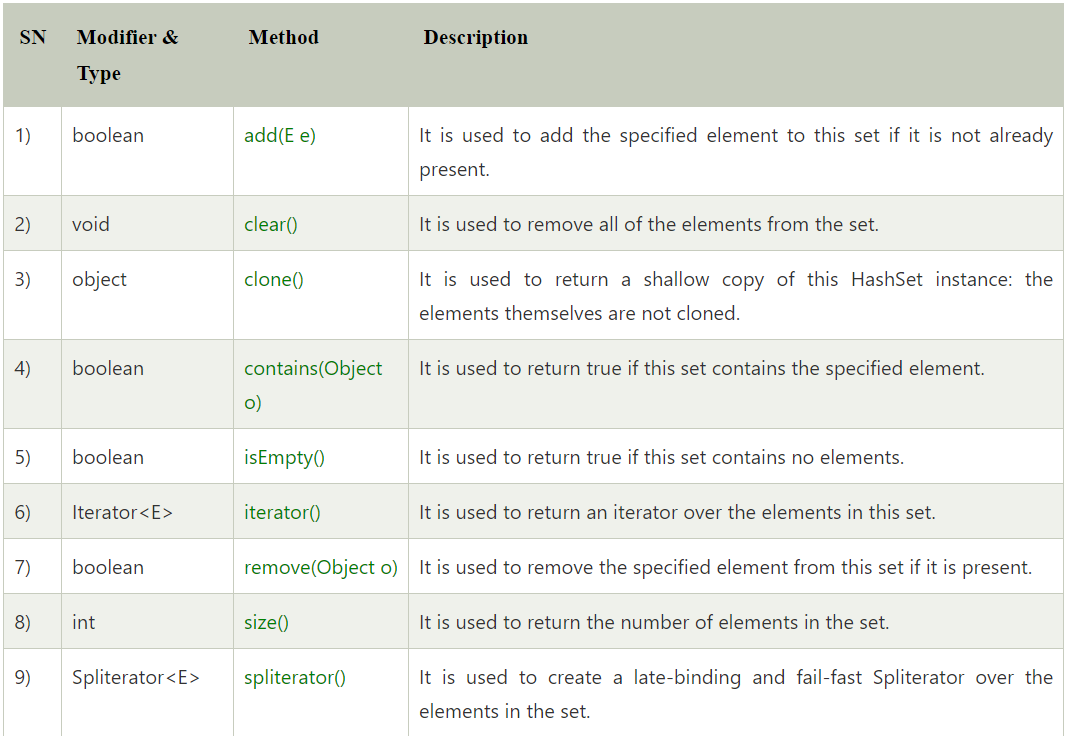 SN Modifier & Type Method Description
1) boolean add(E e) It is used to add the specified element to this set if it is not already
present.
2) void clear() It is used to remove all of the elements from the set.
3) object clone() It is used to return a shallow copy of this HashSet instance: the
elements themselves are not cloned.
4) boolean contains(Object o) It is used to return true if this set contains the specified element.
5) boolean isEmpty() It is used to return true if this set contains no elements.
6) Iterator<E> iterator() It is used to return an iterator over the elements in this set.
7) boolean remove(Object o) It is used to remove the specified element from this set if it is present.
8) int size() It is used to return the number of elements in the set.
9) Spliterator<E> spliterator() It is used to create a late-binding and fail-fast Spliterator over the
elements in the set.